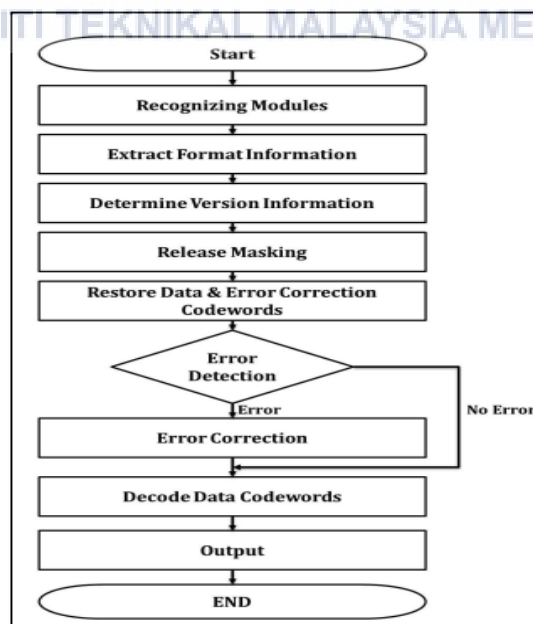 ITI TEKNIKAL MALAYSIA ME
Start
Recognizing Modules
Extract Format Information
Determine Version Information
Release Masking
Restore Data & Error Correction
Codewords
Error
Detection
Error
No Error
Error Correction
Decode Data Codewords
Output
END